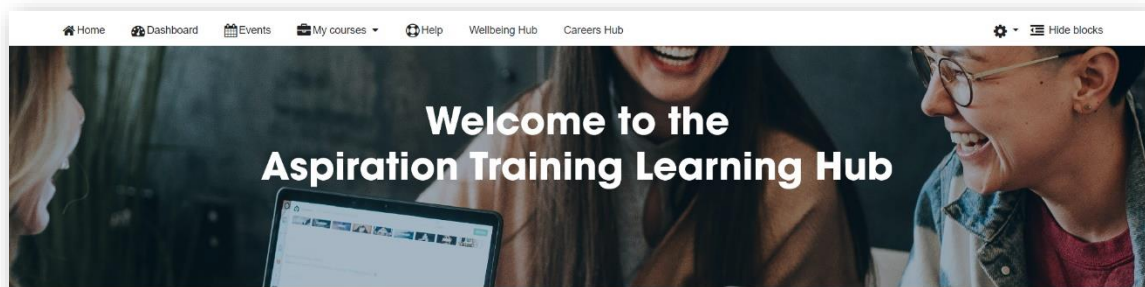 Home Dashboard Events My courses Help Wellbeing Hub Careers Hub Hide blocks
Welcome to the
Aspiration Training Learning Hub